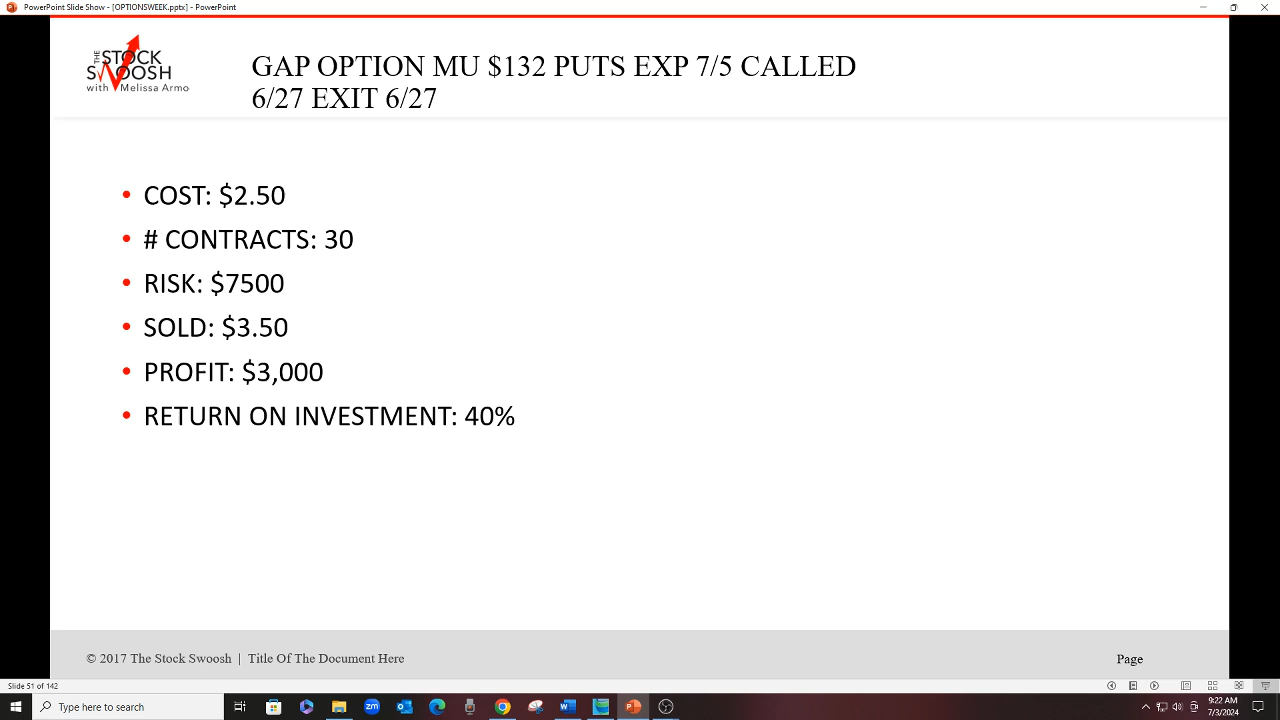 PowerPoint Slide Show - [OPTIONSWEEK.pptx] - PowerPoint
THE STOCK
SWOOSH
with Melissa Armo
GAP OPTION MU $132 PUTS EXP 7/5 CALLED
6/27 EXIT 6/27
• COST: $2.50
• # CONTRACTS: 30
• RISK: $7500
• SOLD: $3.50
• PROFIT: $3,000
• RETURN ON INVESTMENT: 40%
© 2017 The Stock Swoosh | Title Of The Document Here
Page
Slide 51 of 142
Type here to search
zm
9:22 AM
7/3/2024